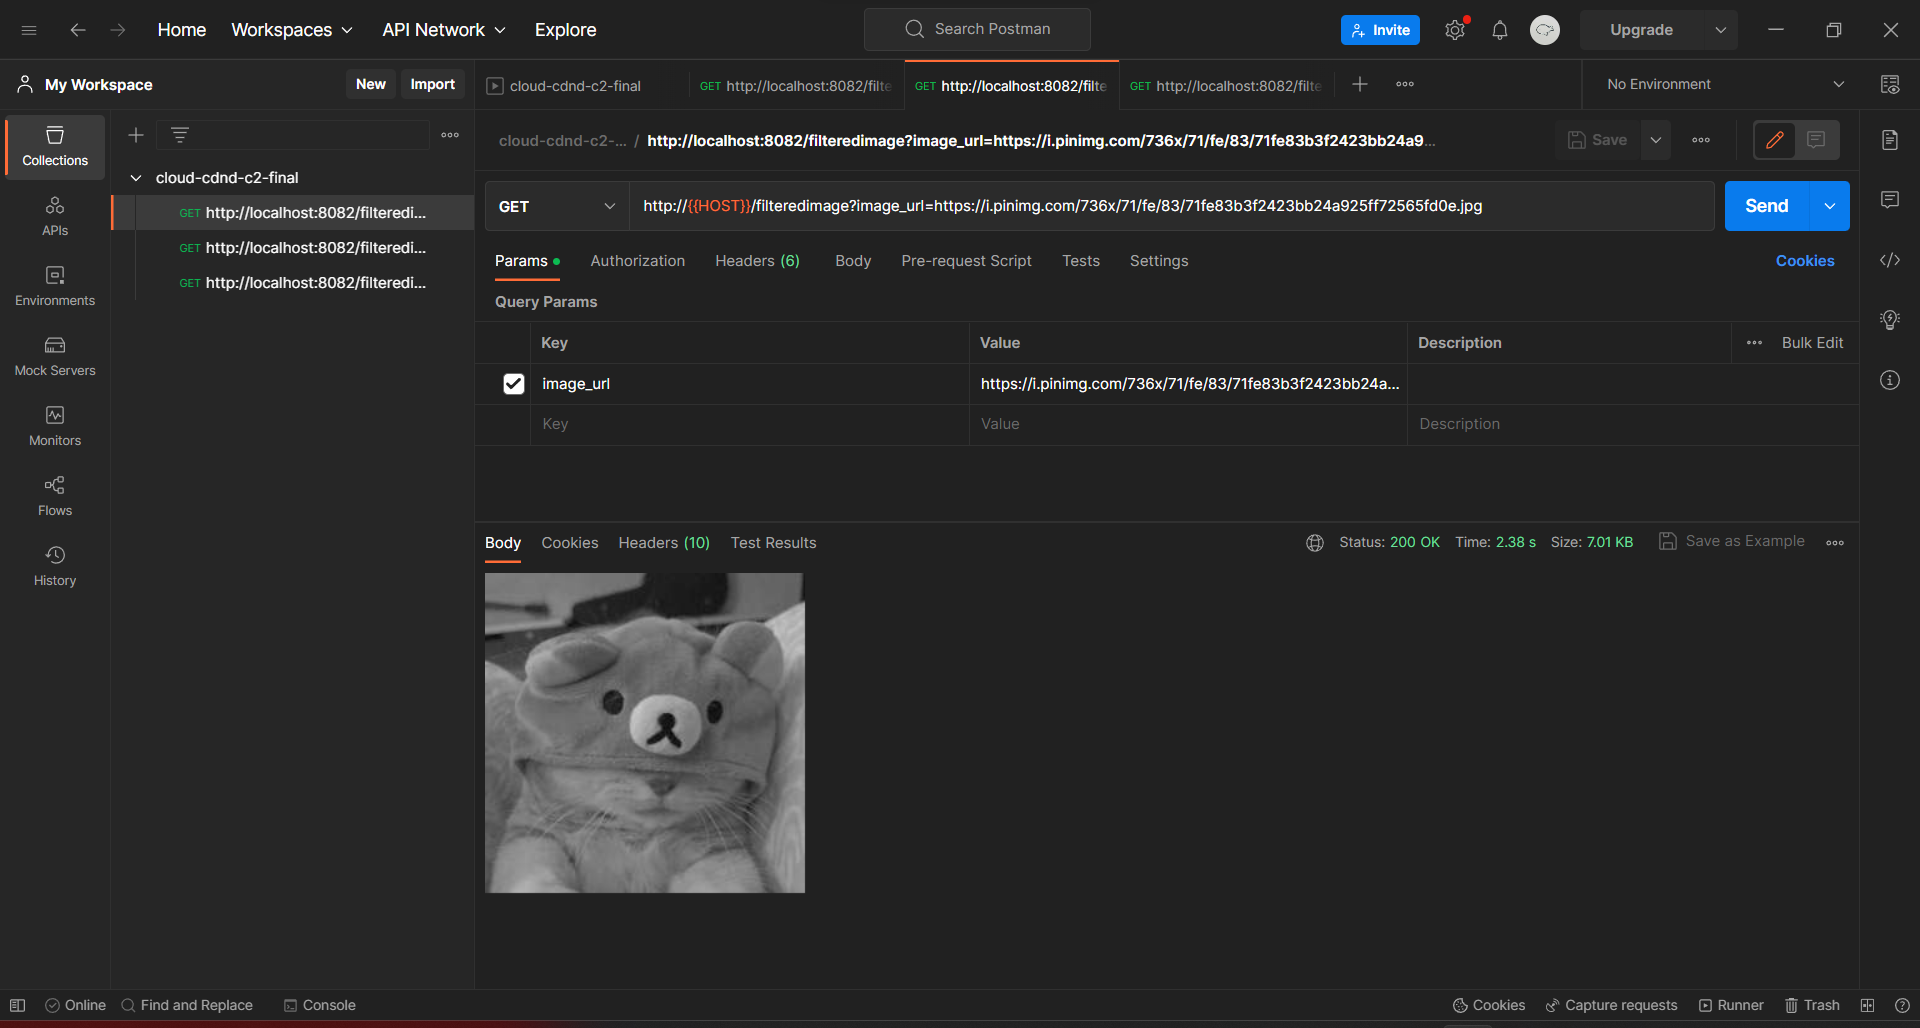 Home Workspaces API Network Explore Search Postman Invite Upgrade
My Workspace New Import
cloud-cdnd-c2-final GET http://localhost:8082/filte GET http://localhost:8082/filte GET http://localhost:8082/filte No Environment
cloud-cdnd-c2-... / http://localhost:8082/filteredimage?image_url=https://i.pinimg.com/736x/71/fe/83/71fe83b3f2423bb24a9... Save
Collections
APIs
Environments
Mock Servers
Monitors
Flows
History
cloud-cdnd-c2-final
GET http://localhost:8082/filteredi...
GET http://localhost:8082/filteredi...
GET http://localhost:8082/filteredi...
GET http://{{HOST}}/filteredimage?image_url=https://i.pinimg.com/736x/71/fe/83/71fe83b3f2423bb24a925ff72565fd0e.jpg Send
Params Authorization Headers (6) Body Pre-request Script Tests Settings Cookies
Query Params
Key Value Description Bulk Edit
image_url https://i.pinimg.com/736x/71/fe/83/71fe83b3f2423bb24a...
Key Value Description
Body Cookies Headers (10) Test Results Status: 200 OK Time: 2.38 s Size: 7.01 KB Save as Example
Online Find and Replace Console Cookies Capture requests Runner Trash